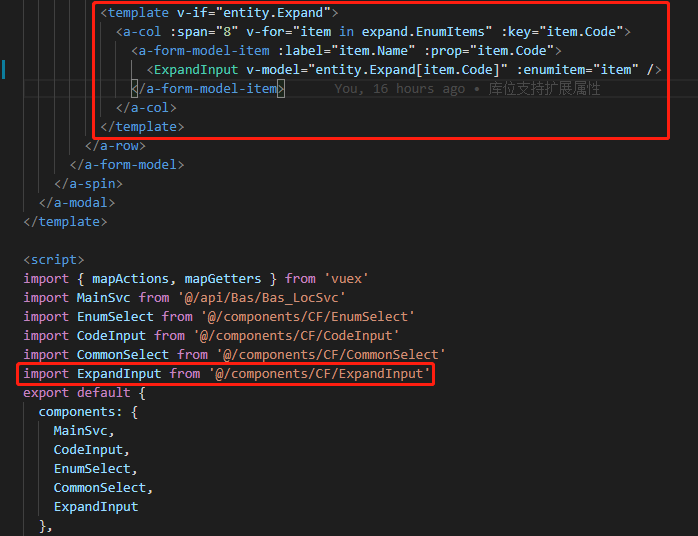 <template v-if="entity.Expand">
<a-col :span="8" v-for="item in expand.EnumItems" :key="item.Code">
<a-form-model-item :label="item.Name" :prop="item.Code">
<ExpandInput v-model="entity.Expand[item.Code]" :enumitem="item" />
</a-form-model-item> You, 16 hours ago • 库位支持扩展属性
</a-col>
</template>
</a-row>
</a-form-model>
</a-spin>
</a-modal>
</template>
<script>
import { mapActions, mapGetters } from 'vuex'
import MainSvc from '@/api/Bas/Bas_LocSvc'
import EnumSelect from '@/components/CF/EnumSelect'
import CodeInput from '@/components/CF/CodeInput'
import CommonSelect from '@/components/CF/CommonSelect'
import ExpandInput from '@/components/CF/ExpandInput'
export default {
components: {
MainSvc,
CodeInput,
EnumSelect,
CommonSelect,
ExpandInput
},